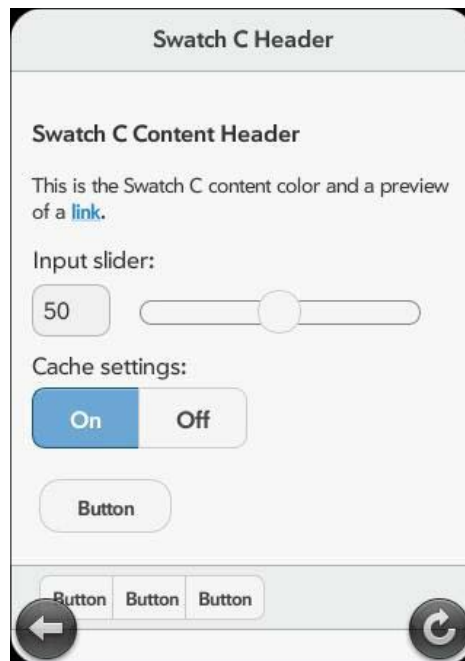 Swatch C Header
Swatch C Content Header
This is the Swatch C content color and a preview
of a link.
Input slider:
50
Cache settings:
On Off
Button
Button Button Button